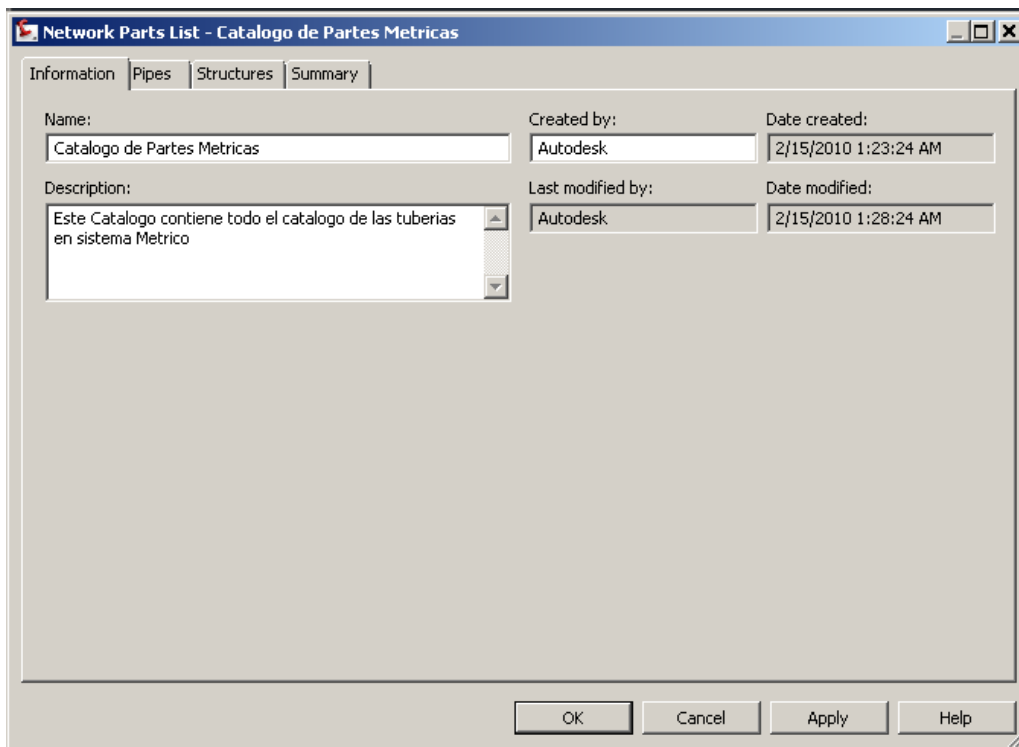 Network Parts List - Catalogo de Partes Metricas
Information Pipes Structures Summary
Name: Created by: Date created:
Catalogo de Partes Metricas Autodesk 2/15/2010 1:23:24 AM
Description: Last modified by: Date modified:
Este Catalogo contiene todo el catalogo de las tuberias Autodesk 2/15/2010 1:28:24 AM
en sistema Metrico
OK Cancel Apply Help